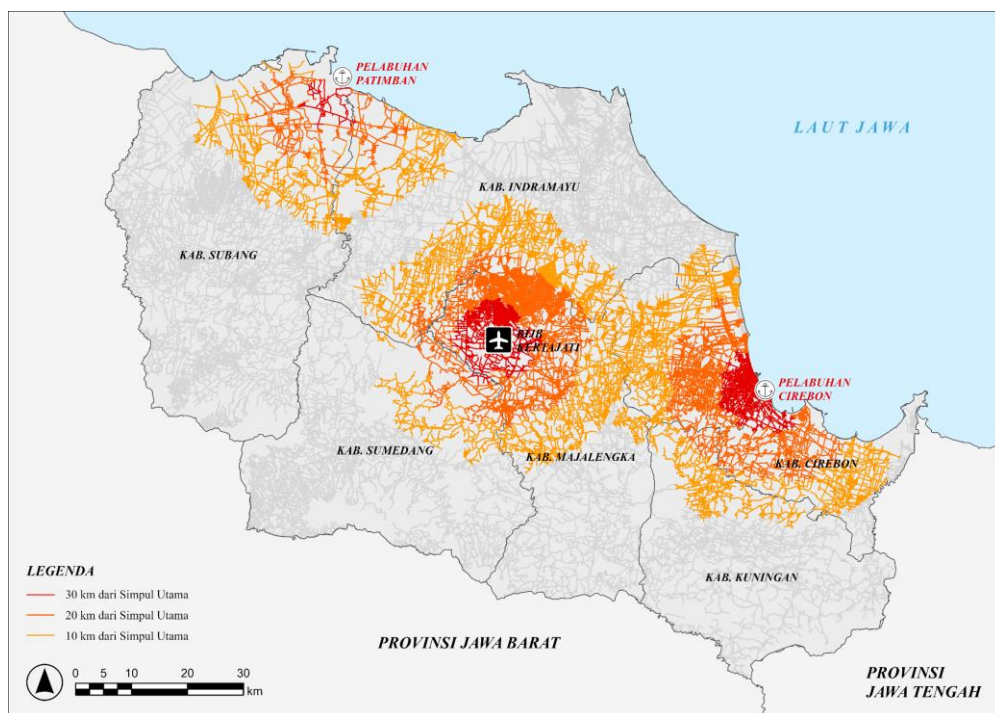 PELABUHAN
PATIMBAN
LAUT JAWA
KAB. INDRAMAYU
KAB. SUBANG
BIJB
KERTAJATI
PELABUHAN
CIREBON
KAB. SUMEDANG
KAB. MAJALENGKA
KAB. CIREBON
KAB. KUNINGAN
LEGENDA
30 km dari Simpul Utama
20 km dari Simpul Utama
10 km dari Simpul Utama
PROVINSI JAWA BARAT
PROVINSI
JAWA TENGAH
0 5 10 20 30
km